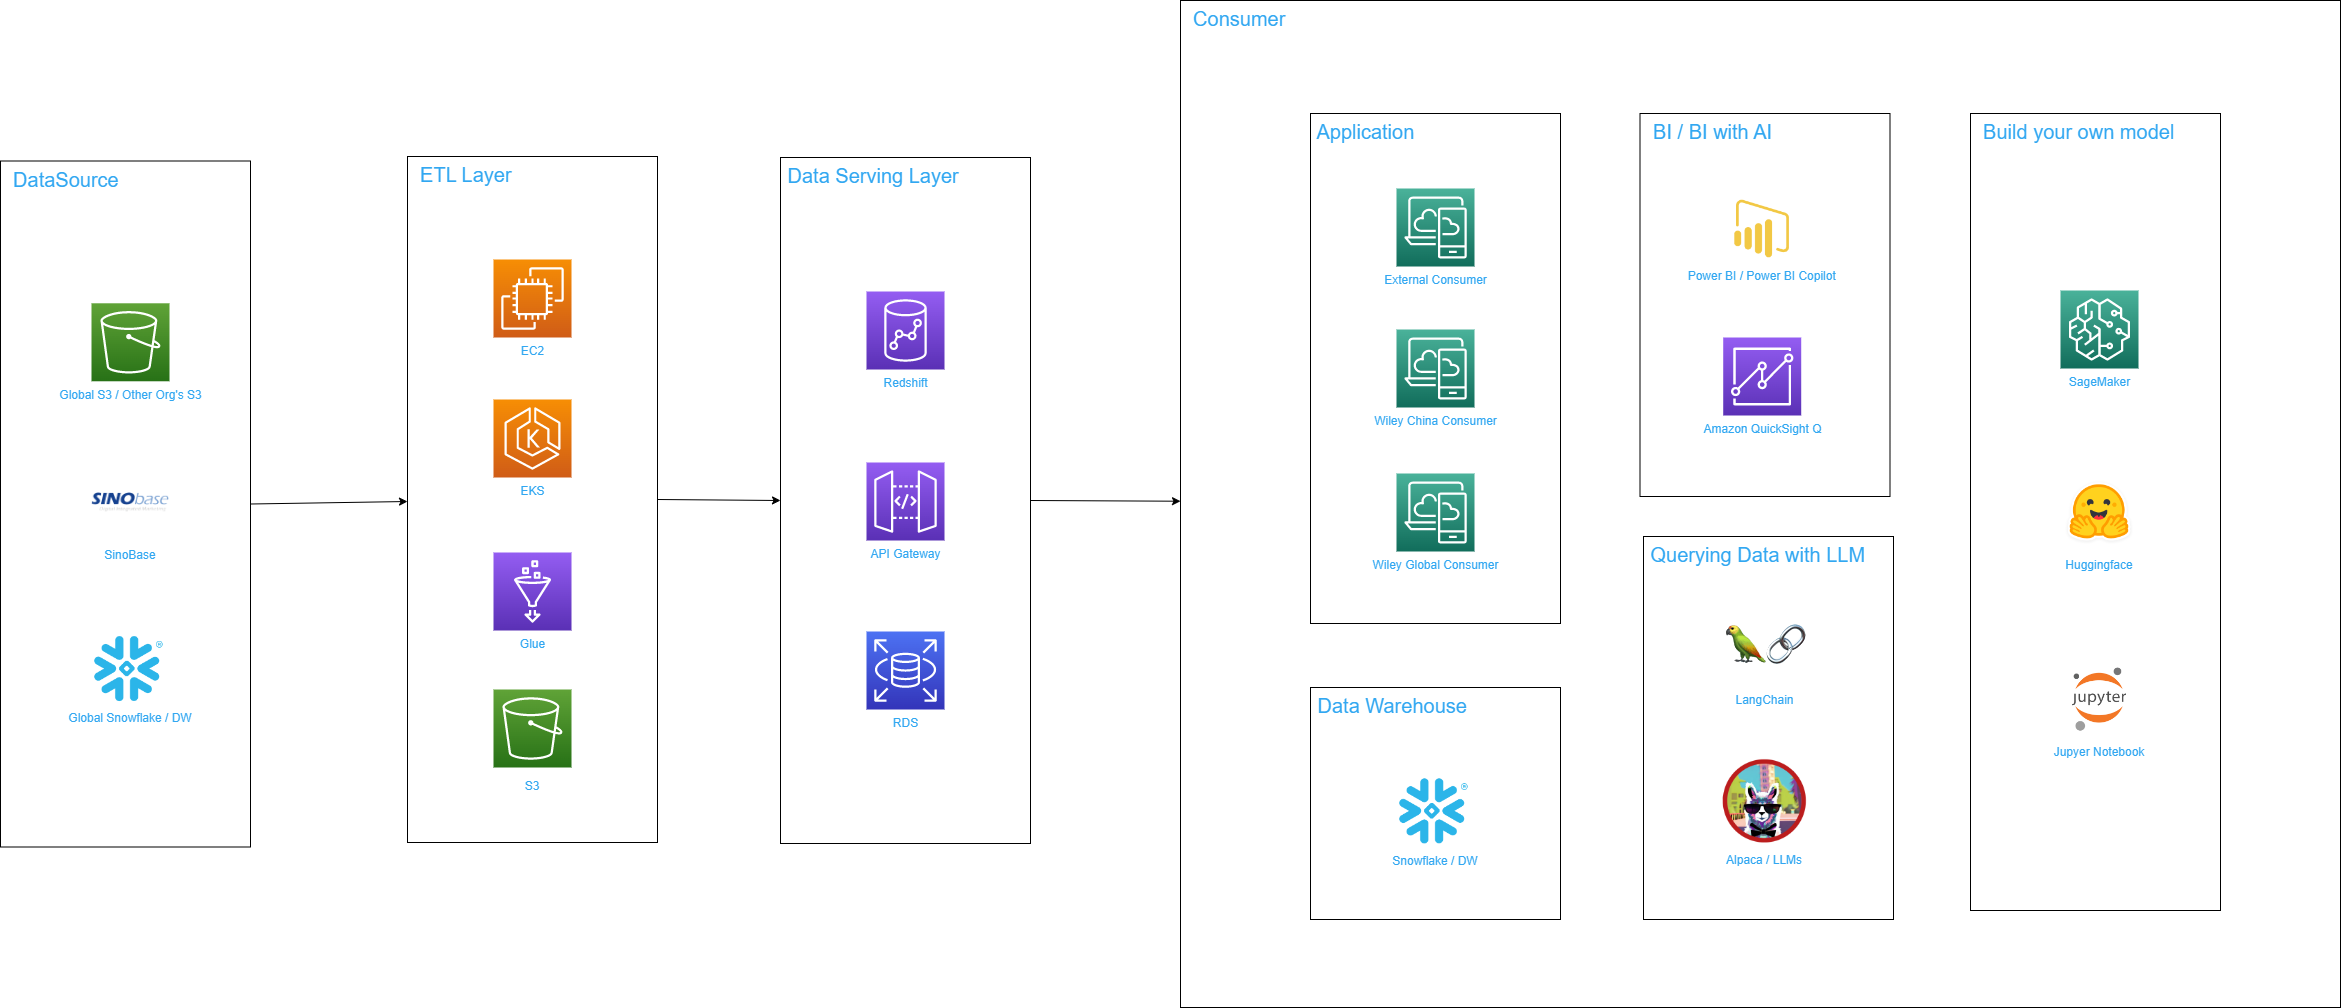 Consumer
DataSource
Global S3 / Other Org's S3
SINObase
SinoBase
®
Global Snowflake / DW
ETL Layer
EC2
K
EKS
Glue
S3
Data Serving Layer
Redshift
</>
API Gateway
RDS
Application
External Consumer
Wiley China Consumer
Wiley Global Consumer
Data Warehouse
®
Snowflake / DW
BI / BI with AI
Power BI / Power BI Copilot
Amazon QuickSight Q
Querying Data with LLM
LangChain
Alpaca / LLMs
Build your own model
SageMaker
Huggingface
jupyter
Jupyer Notebook